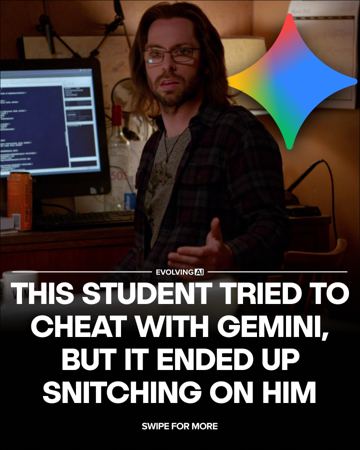 EVOLVING AI
THIS STUDENT TRIED TO
CHEAT WITH GEMINI,
BUT IT ENDED UP
SNITCHING ON HIM
SWIPE FOR MORE